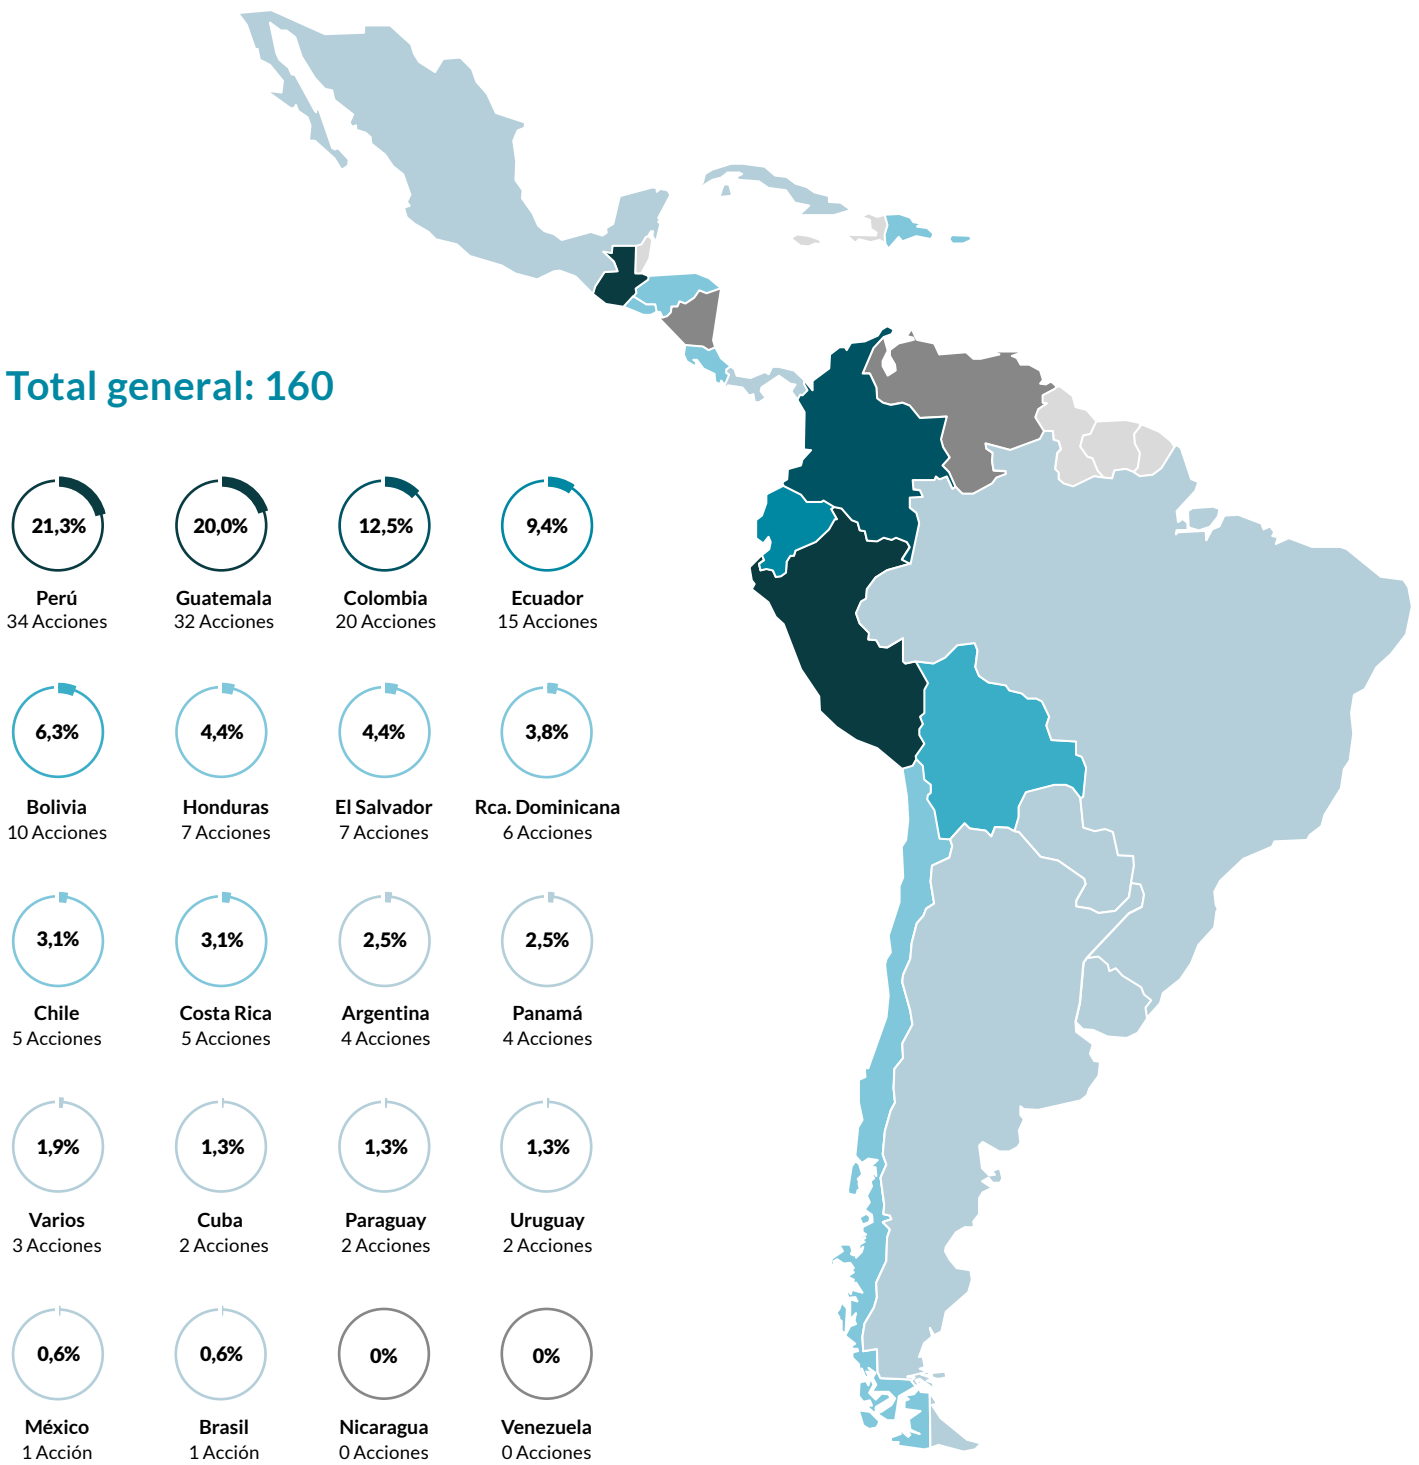 Total general: 160
21,3%
20,0%
12,5%
9,4%
Perú
Guatemala
Colombia
Ecuador
34 Acciones
32 Acciones
20 Acciones
15 Acciones
6,3%
4,4%
4,4%
3,8%
Bolivia
Honduras
El Salvador
Rca. Dominicana
10 Acciones
7 Acciones
7 Acciones
6 Acciones
3,1%
3,1%
2,5%
2,5%
Chile
Costa Rica
Argentina
Panamá
5 Acciones
5 Acciones
4 Acciones
4 Acciones
1,9%
1,3%
1,3%
1,3%
Varios
Cuba
Paraguay
Uruguay
3 Acciones
2 Acciones
2 Acciones
2 Acciones
0,6%
0,6%
0%
0%
México
Brasil
Nicaragua
Venezuela
1 Acción
1 Acción
0 Acciones
0 Acciones